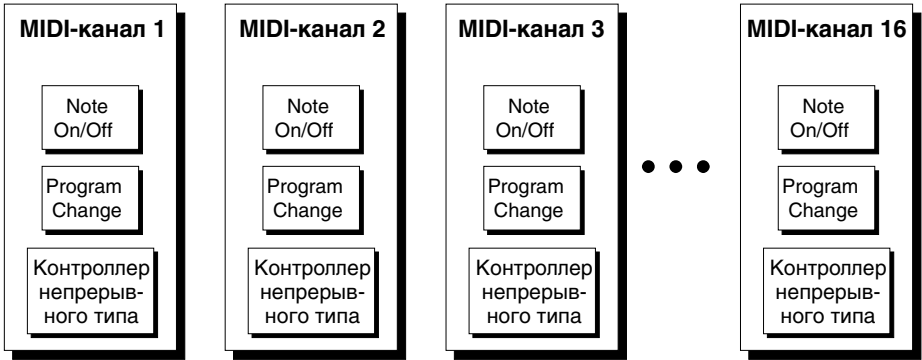 MIDI-канал 1
Note
On/Off
Program
Change
Контроллер
непрерыв-
ного типа
MIDI-канал 2
Note
On/Off
Program
Change
Контроллер
непрерыв-
ного типа
MIDI-канал 3
Note
On/Off
Program
Change
Контроллер
непрерыв-
ного типа
MIDI-канал 16
Note
On/Off
Program
Change
Контроллер
непрерыв-
ного типа